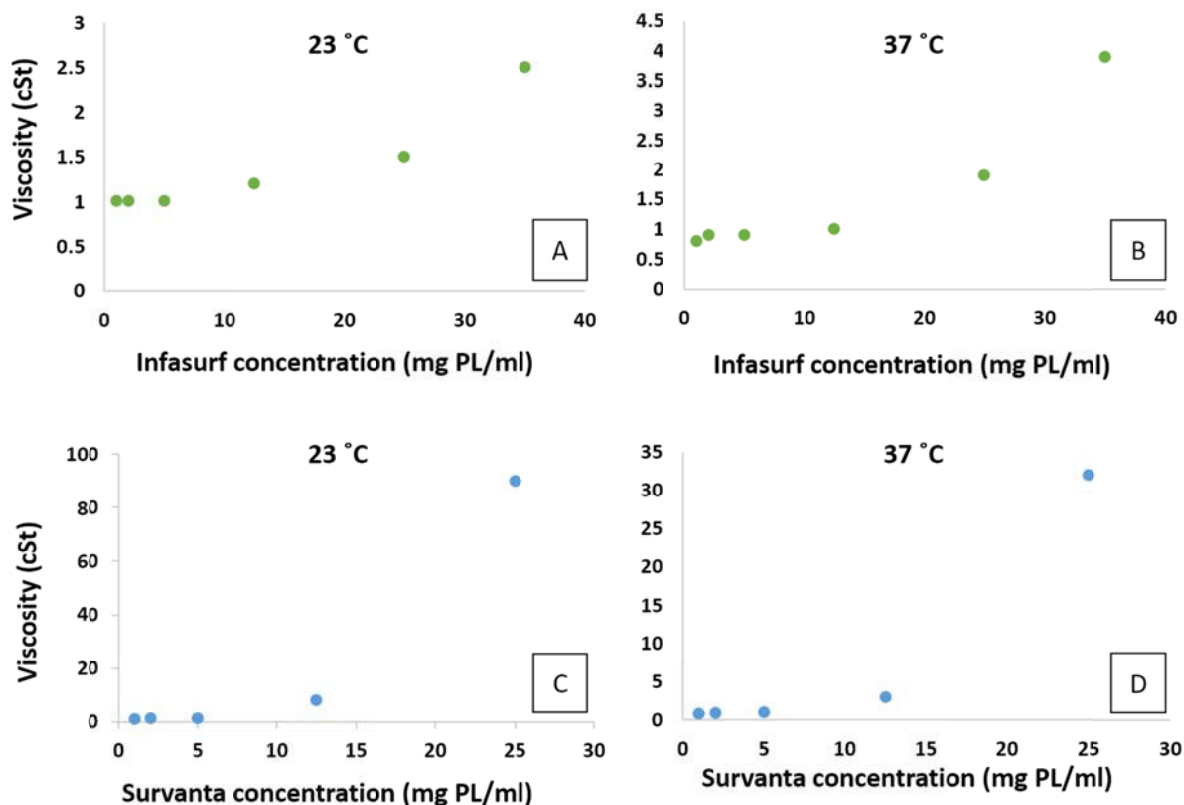 23 ˚C
3
2.5
2
1.5
1
0.5
0
0 10 20 30 40
Viscosity (cSt)
Infasurf concentration (mg PL/ml)
A
37 ˚C
4.5
4
3.5
3
2.5
2
1.5
1
0.5
0
0 10 20 30 40
Infasurf concentration (mg PL/ml)
B
23 ˚C
100
80
60
40
20
0
0 5 10 15 20 25 30
Viscosity (cSt)
Survanta concentration (mg PL/ml)
C
37 ˚C
35
30
25
20
15
10
5
0
0 5 10 15 20 25 30
Survanta concentration (mg PL/ml)
D